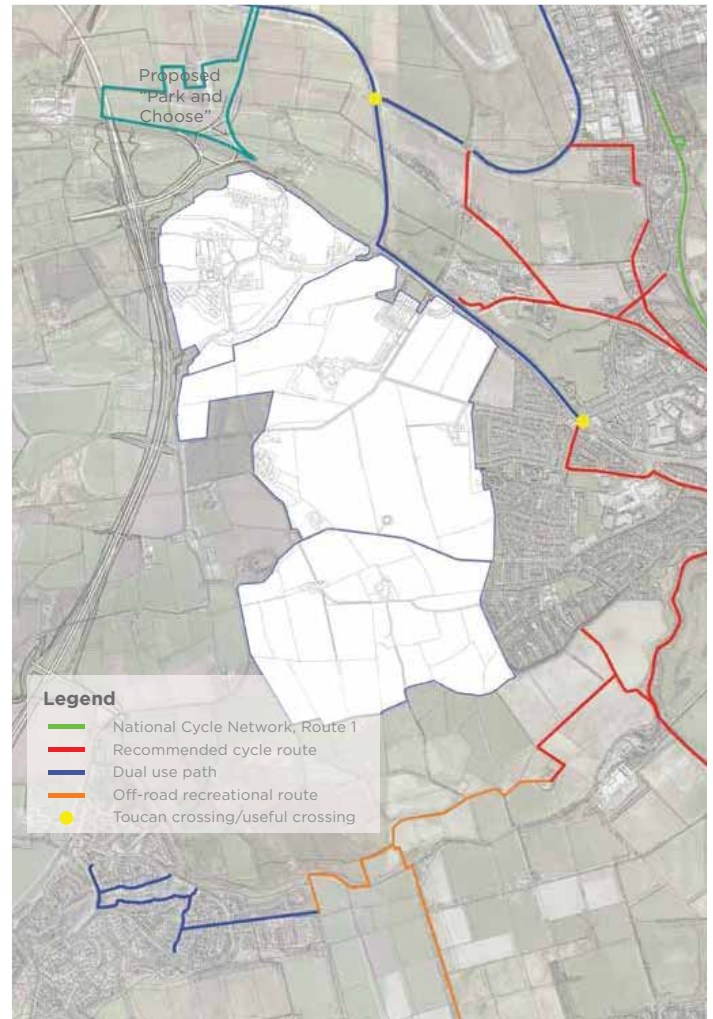 Proposed
“Park and
Choose”
Legend
National Cycle Network, Route 1
Recommended cycle route
Dual use path
Off-road recreational route
Toucan crossing/useful crossing